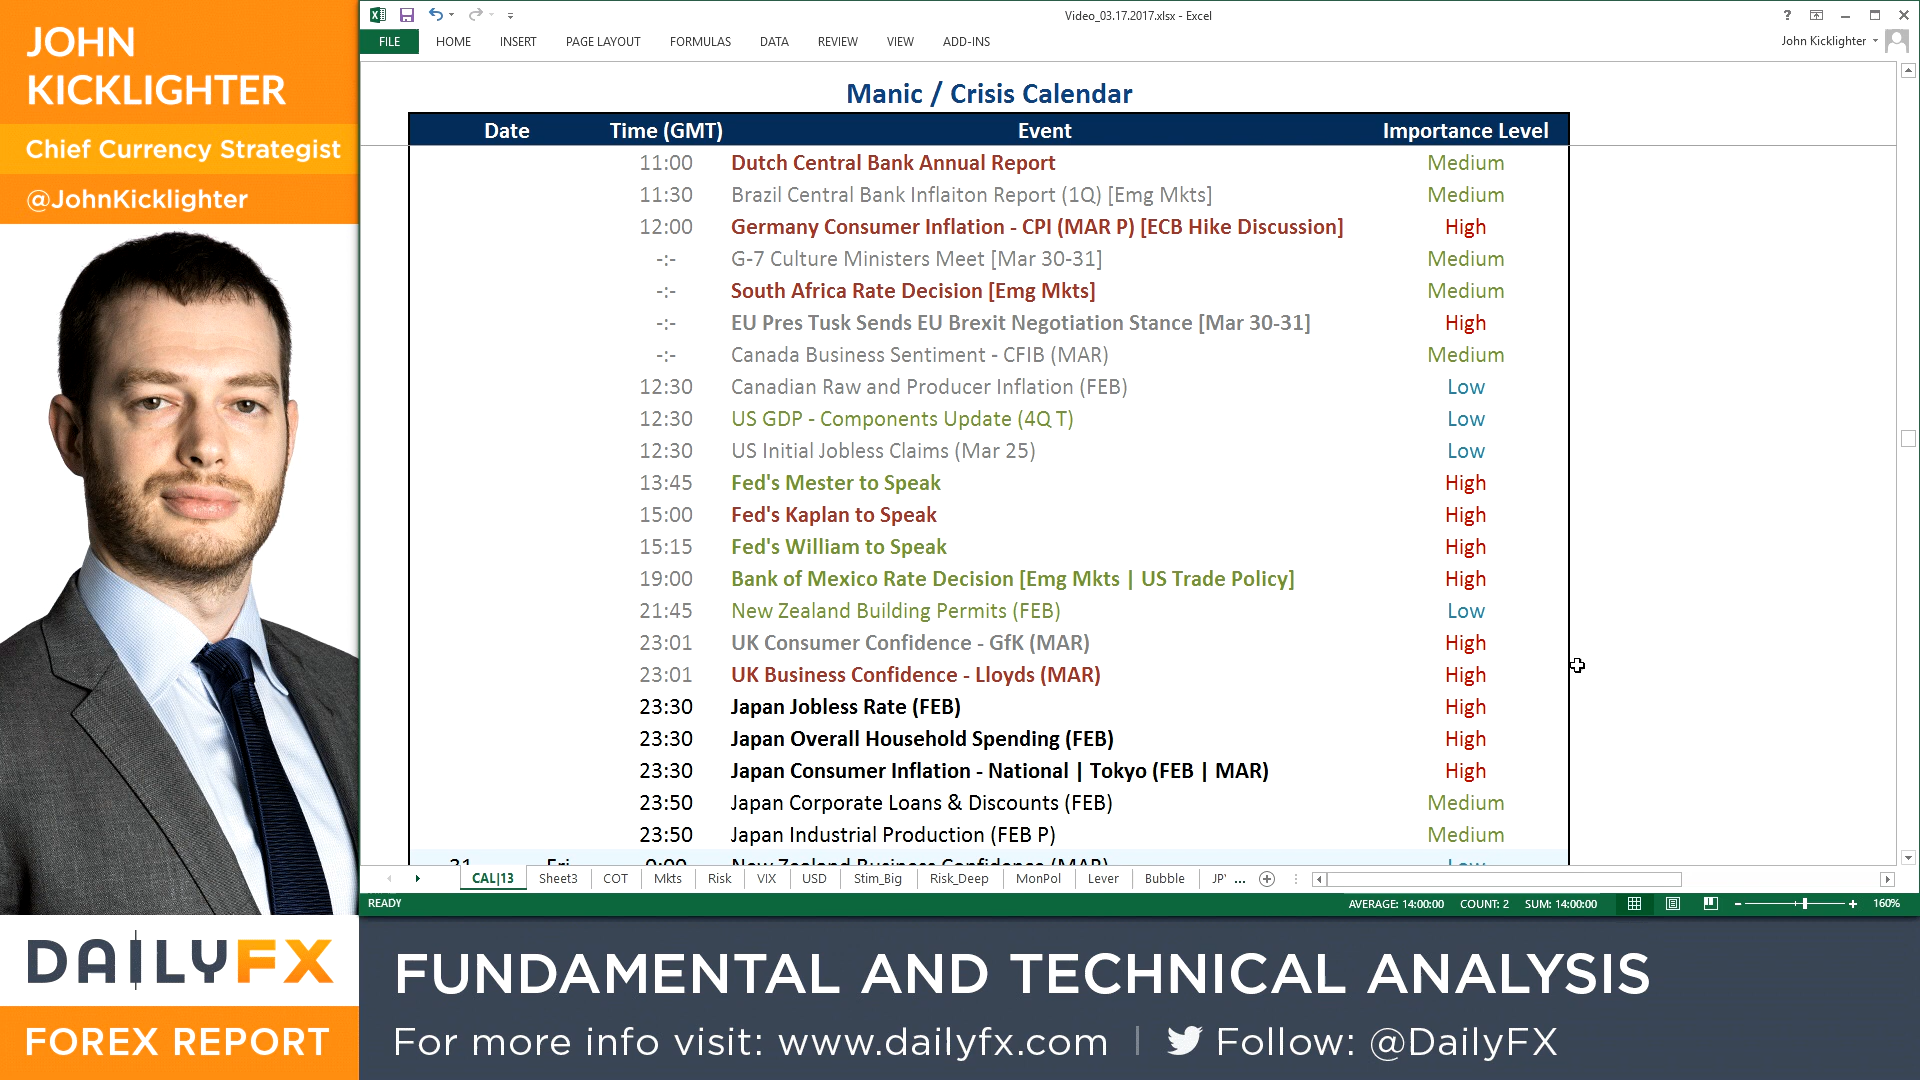 JOHN
KICKLIGHTER
Chief Currency Strategist
@JohnKicklighter
Video_03.17.2017.xlsx - Excel
FILE HOME INSERT PAGE LAYOUT FORMULAS DATA REVIEW VIEW ADD-INS John Kicklighter
Manic / Crisis Calendar
Date Time (GMT) Event Importance Level
11:00 Dutch Central Bank Annual Report Medium
11:30 Brazil Central Bank Inflaiton Report (1Q) [Emg Mkts] Medium
12:00 Germany Consumer Inflation - CPI (MAR P) [ECB Hike Discussion] High
-:- G-7 Culture Ministers Meet [Mar 30-31] Medium
-:- South Africa Rate Decision [Emg Mkts] Medium
-:- EU Pres Tusk Sends EU Brexit Negotiation Stance [Mar 30-31] High
-:- Canada Business Sentiment - CFIB (MAR) Medium
12:30 Canadian Raw and Producer Inflation (FEB) Low
12:30 US GDP - Components Update (4Q T) Low
12:30 US Initial Jobless Claims (Mar 25) Low
13:45 Fed's Mester to Speak High
15:00 Fed's Kaplan to Speak High
15:15 Fed's William to Speak High
19:00 Bank of Mexico Rate Decision [Emg Mkts | US Trade Policy] High
21:45 New Zealand Building Permits (FEB) Low
23:01 UK Consumer Confidence - GfK (MAR) High
23:01 UK Business Confidence - Lloyds (MAR) High
23:30 Japan Jobless Rate (FEB) High
23:30 Japan Overall Household Spending (FEB) High
23:30 Japan Consumer Inflation - National | Tokyo (FEB | MAR) High
23:50 Japan Corporate Loans & Discounts (FEB) Medium
23:50 Japan Industrial Production (FEB P) Medium
31 Fri 0:00 New Zealand Business Confidence (MAR) Low
CAL|13 Sheet3 COT Mkts Risk VIX USD Stim_Big Risk_Deep MonPol Lever Bubble JP' ...
READY AVERAGE: 14:00:00 COUNT: 2 SUM: 14:00:00 160%
DAILYFX
FOREX REPORT
FUNDAMENTAL AND TECHNICAL ANALYSIS
For more info visit: www.dailyfx.com | Follow: @DailyFX